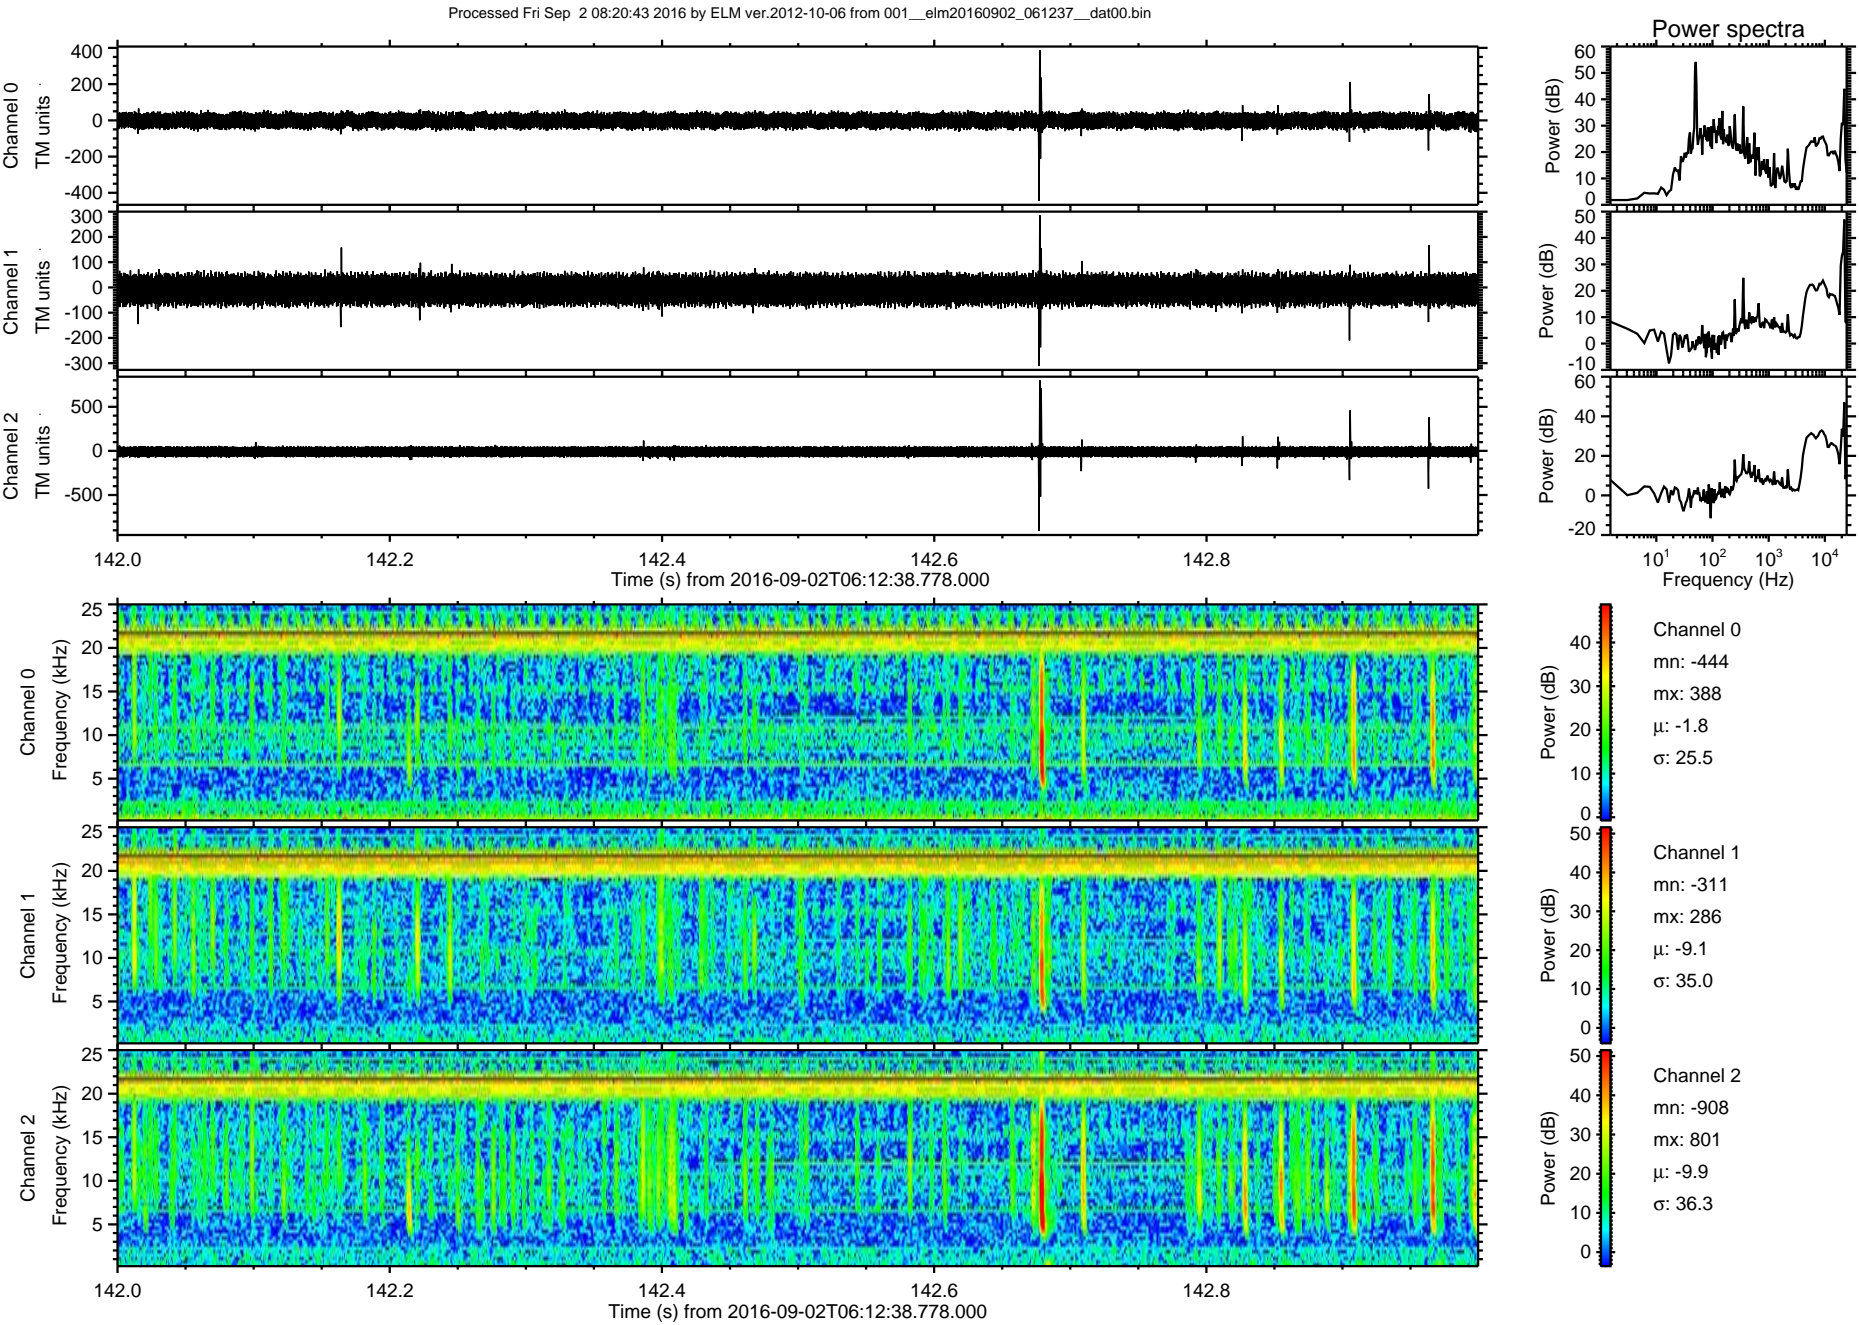 Processed Fri Sep  2 08:20:43 2016 by ELM ver.2012-10-06 from 001__elm20160902_061237__dat00.bin
Power spectra
Channel 0
TM units
400
200
0
-200
-400
Power (dB)
60
50
40
30
20
10
0
Channel 1
TM units
300
200
100
0
-100
-200
-300
Power (dB)
50
40
30
20
10
0
-10
Channel 2
TM units
500
0
-500
Power (dB)
60
40
20
0
-20
142.0 142.2 142.4 142.6 142.8
Time (s) from 2016-09-02T06:12:38.778.000
10^1 10^2 10^3 10^4
Frequency (Hz)
Channel 0
Frequency (kHz)
25
20
15
10
5
Power (dB)
40
30
20
10
0
Channel 0
mn: -444
mx: 388
μ: -1.8
σ: 25.5
Channel 1
Frequency (kHz)
25
20
15
10
5
Power (dB)
50
40
30
20
10
0
Channel 1
mn: -311
mx: 286
μ: -9.1
σ: 35.0
Channel 2
Frequency (kHz)
25
20
15
10
5
Power (dB)
50
40
30
20
10
0
Channel 2
mn: -908
mx: 801
μ: -9.9
σ: 36.3
142.0 142.2 142.4 142.6 142.8
Time (s) from 2016-09-02T06:12:38.778.000